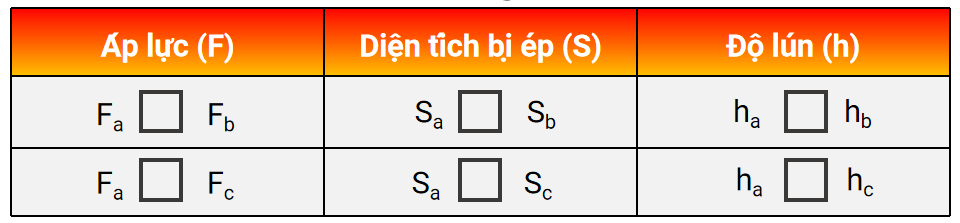 Áp lực (F) Diện tích bị ép (S) Độ lún (h)
Fa Fb Sa Sb ha hb
Fa Fc Sa Sc ha hc